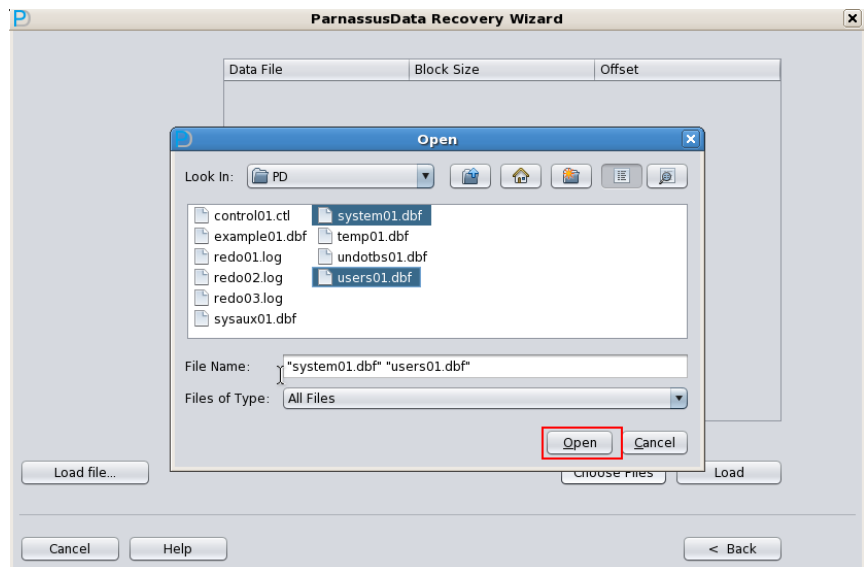 ParnassusData Recovery Wizard
Data File Block Size Offset
Open
Look In: PD
control01.ctl system01.dbf
example01.dbf temp01.dbf
redo01.log undotbs01.dbf
redo02.log users01.dbf
redo03.log
sysaux01.dbf
File Name: "system01.dbf" "users01.dbf"
Files of Type: All Files
Open Cancel
Load file... Choose Files Load
Cancel Help < Back